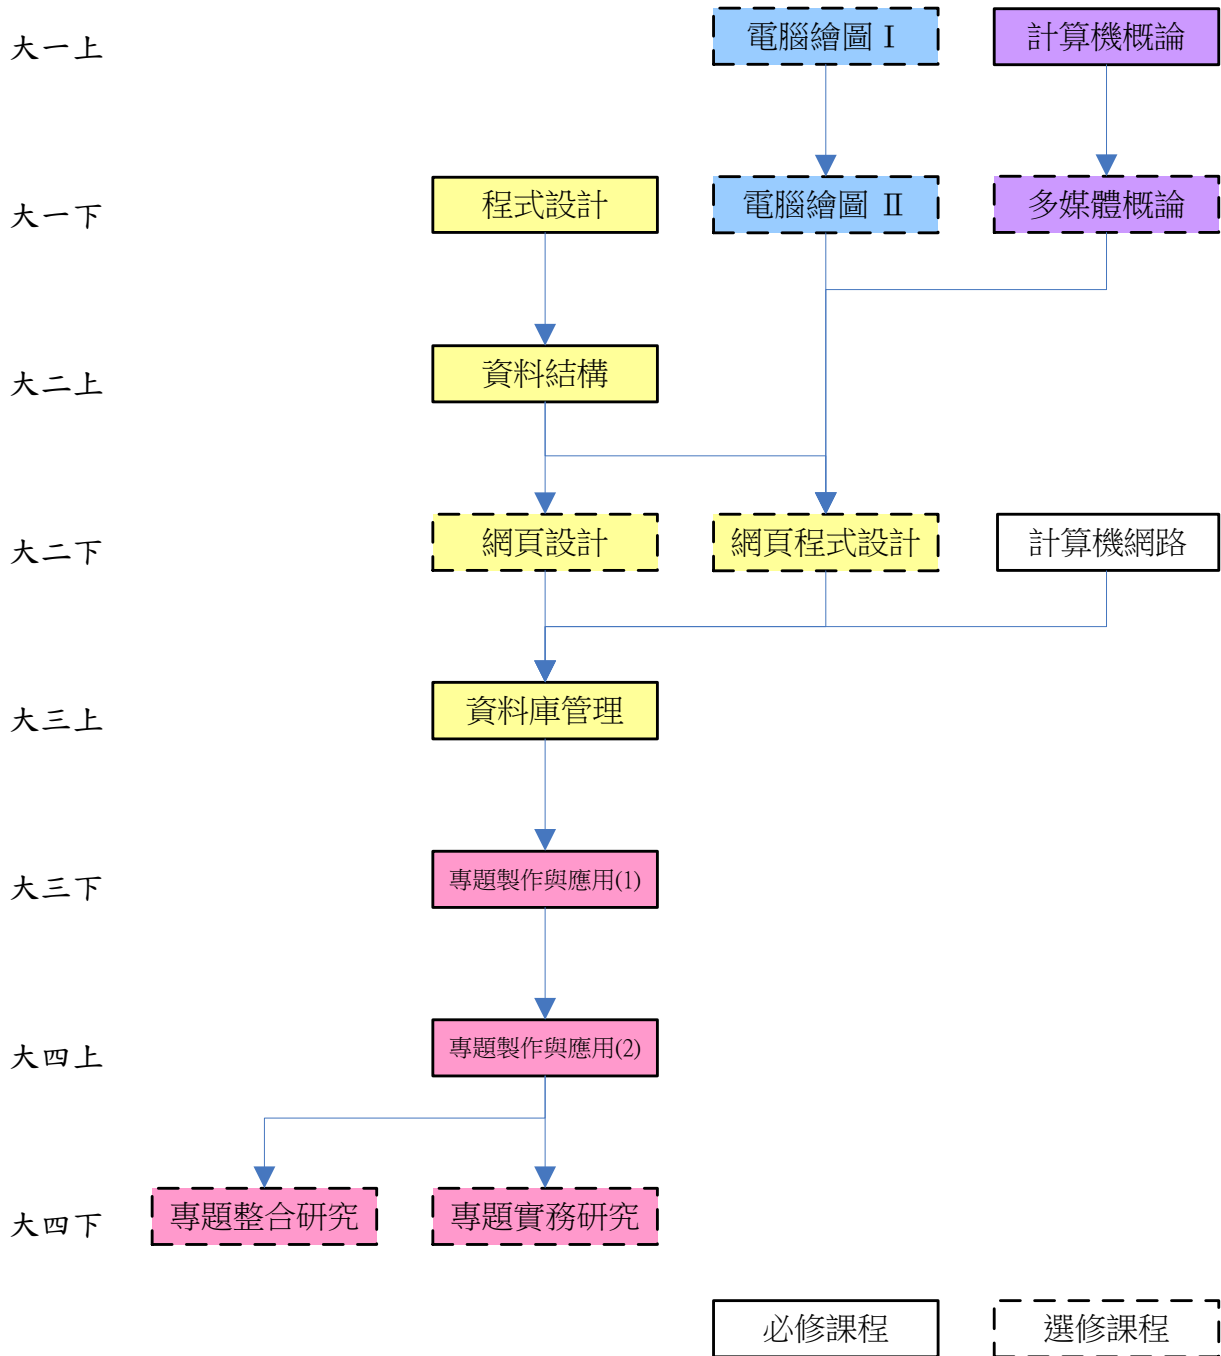 大一上
電腦繪圖 I
計算機概論
大一下
程式設計
電腦繪圖 II
多媒體概論
大二上
資料結構
大二下
網頁設計
網頁程式設計
計算機網路
大三上
資料庫管理
大三下
專題製作與應用(1)
大四上
專題製作與應用(2)
大四下
專題整合研究
專題實務研究
必修課程
選修課程